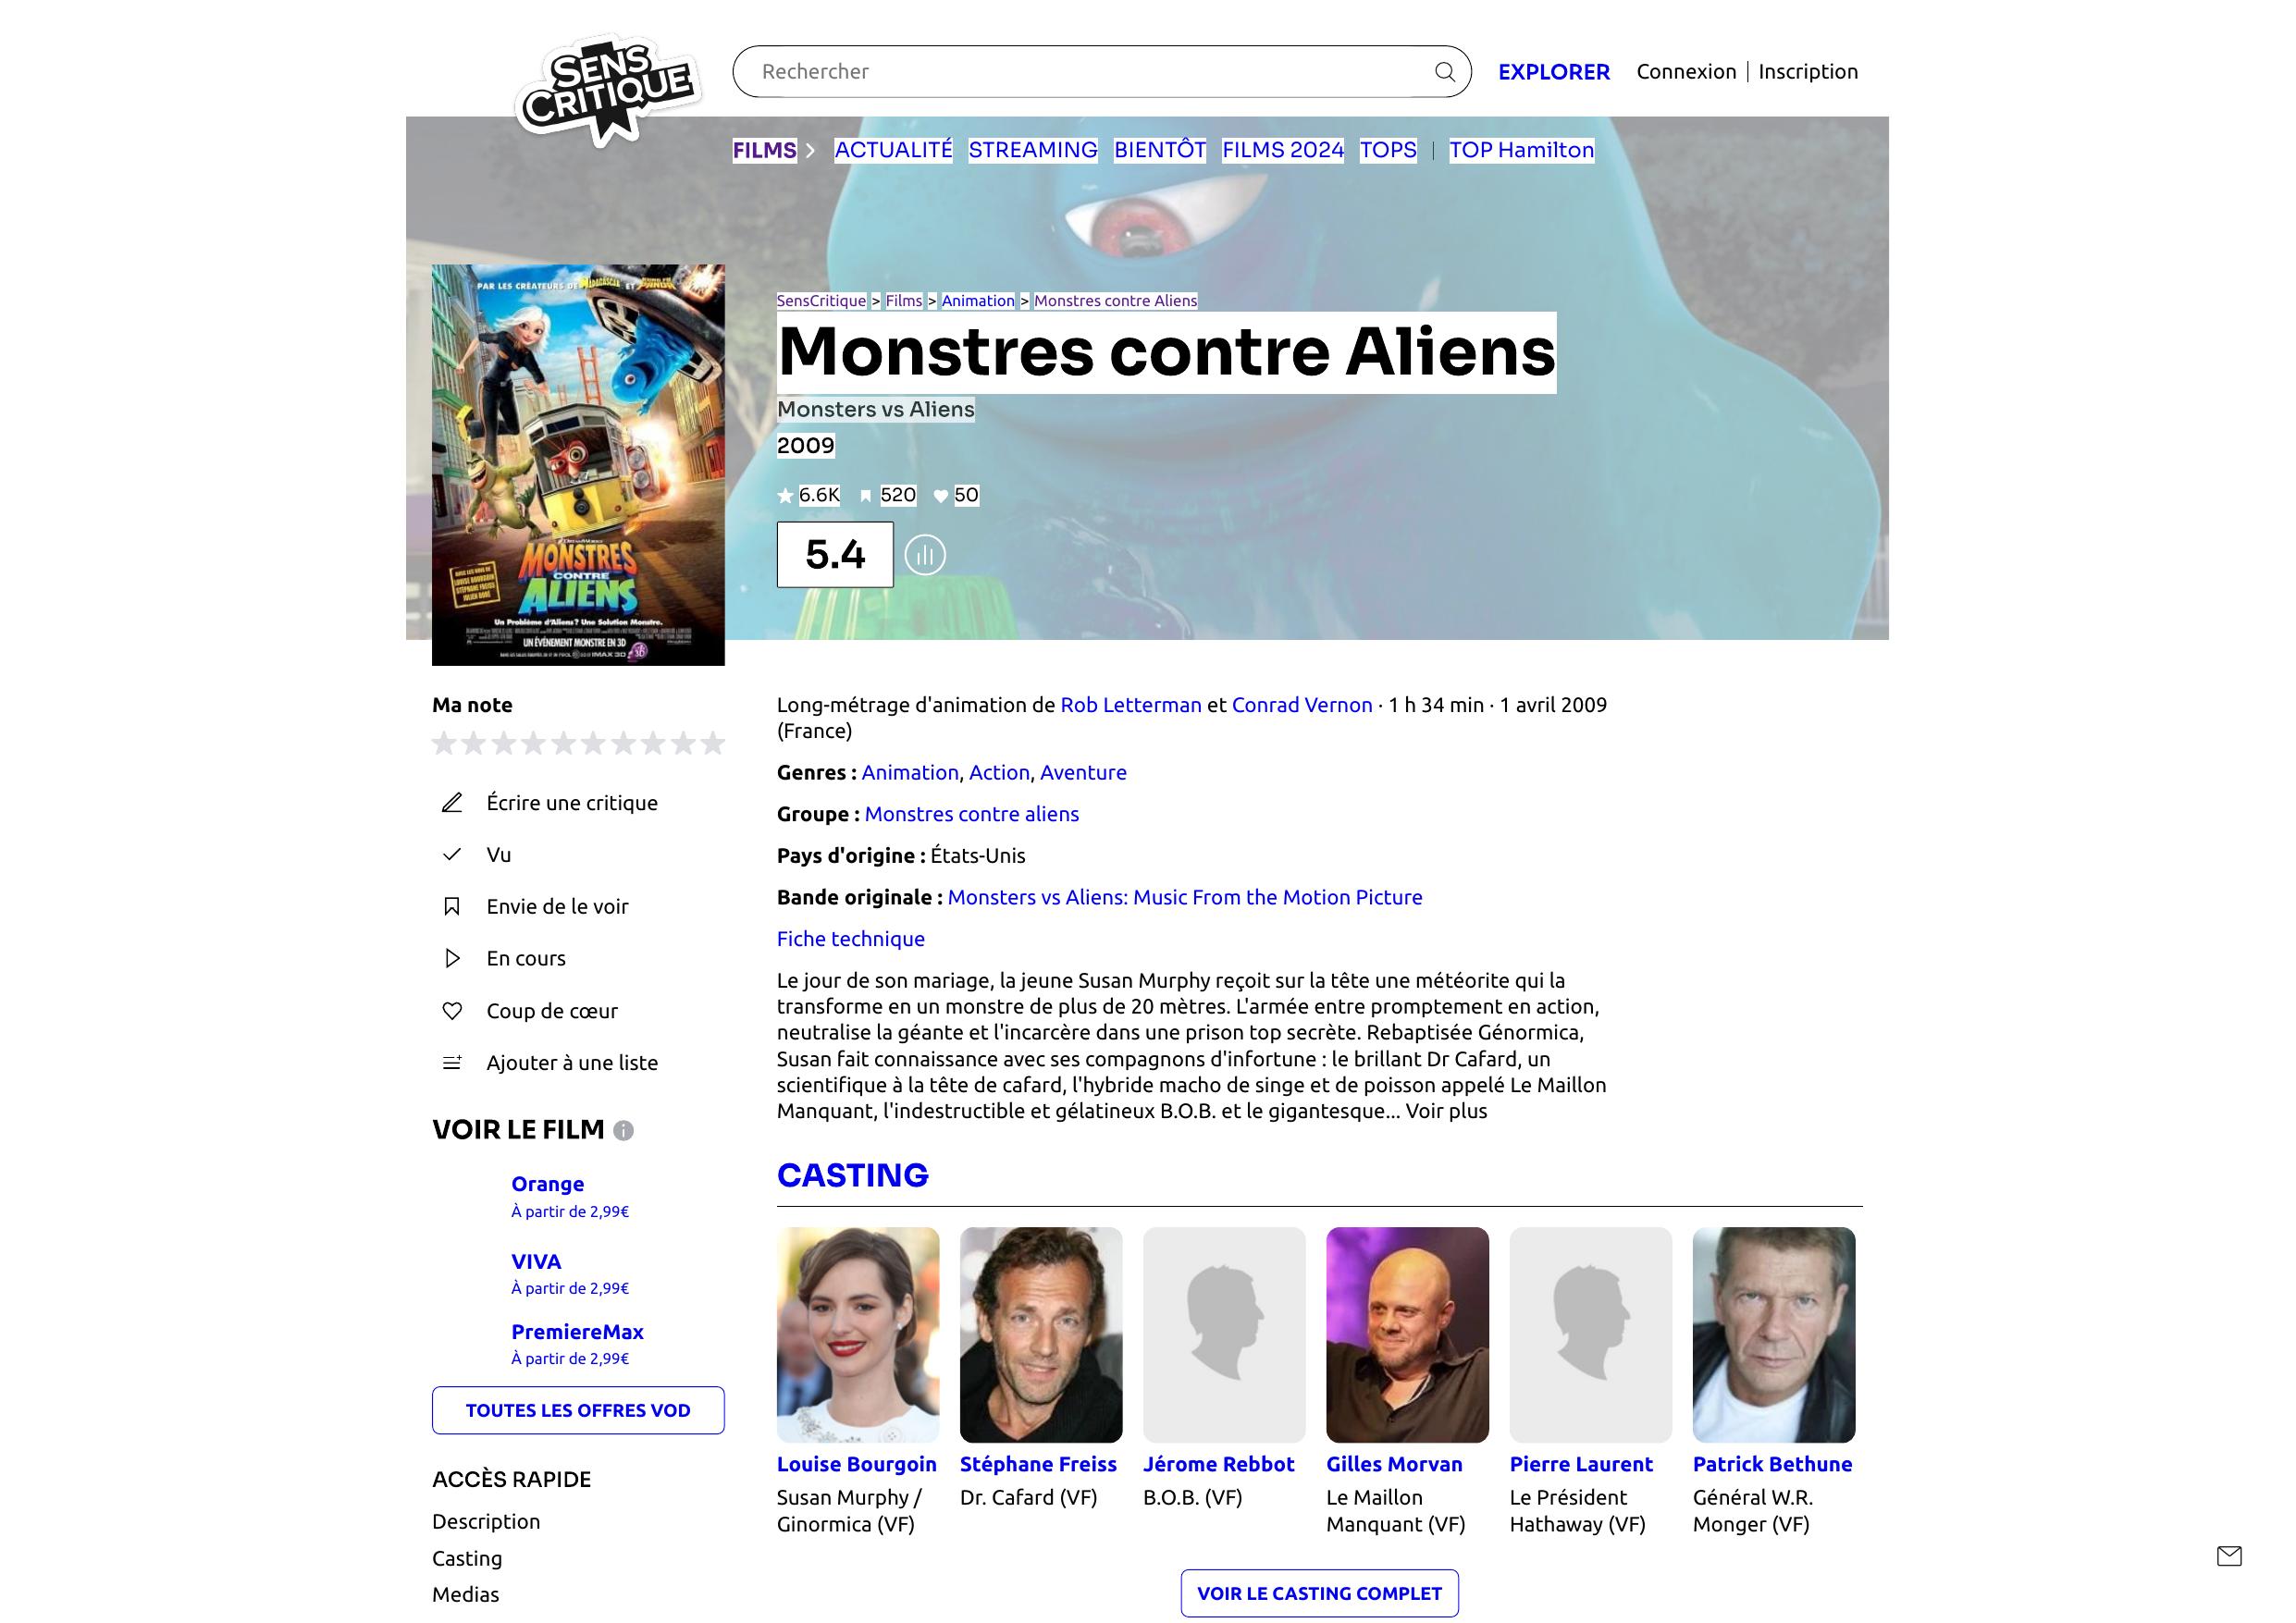 SENS
CRITIQUE
Rechercher
EXPLORER
Connexion | Inscription
FILMS
ACTUALITÉ
STREAMING
BIENTÔT
FILMS 2024
TOPS
|
TOP Hamilton
PAR LES CRÉATEURS DE MADAGASCAR ET KUNG FU PANDA
MONSTRES
CONTRE
ALIENS
AVEC LES VOIX DE
LOUISE BOURGOIN
STÉPHANE FREISS
JULIEN DORÉ
Un Problème d'Aliens? Une Solution Monstre.
UN ÉVÉNEMENT MONSTRE EN 3D
SensCritique > Films > Animation > Monstres contre Aliens
Monstres contre Aliens
Monsters vs Aliens
2009
6.6K 520 50
5.4
Ma note
Écrire une critique
Vu
Envie de le voir
En cours
Coup de cœur
Ajouter à une liste
VOIR LE FILM
Orange
À partir de 2,99€
VIVA
À partir de 2,99€
PremiereMax
À partir de 2,99€
TOUTES LES OFFRES VOD
ACCÈS RAPIDE
Description
Casting
Medias
Long-métrage d'animation de Rob Letterman et Conrad Vernon · 1 h 34 min · 1 avril 2009
(France)
Genres : Animation, Action, Aventure
Groupe : Monstres contre aliens
Pays d'origine : États-Unis
Bande originale : Monsters vs Aliens: Music From the Motion Picture
Fiche technique
Le jour de son mariage, la jeune Susan Murphy reçoit sur la tête une météorite qui la
transforme en un monstre de plus de 20 mètres. L'armée entre promptement en action,
neutralise la géante et l'incarcère dans une prison top secrète. Rebaptisée Génormica,
Susan fait connaissance avec ses compagnons d'infortune : le brillant Dr Cafard, un
scientifique à la tête de cafard, l'hybride macho de singe et de poisson appelé Le Maillon
Manquant, l'indestructible et gélatineux B.O.B. et le gigantesque... Voir plus
CASTING
Louise Bourgoin
Susan Murphy /
Ginormica (VF)
Stéphane Freiss
Dr. Cafard (VF)
Jérome Rebbot
B.O.B. (VF)
Gilles Morvan
Le Maillon
Manquant (VF)
Pierre Laurent
Le Président
Hathaway (VF)
Patrick Bethune
Général W.R.
Monger (VF)
VOIR LE CASTING COMPLET